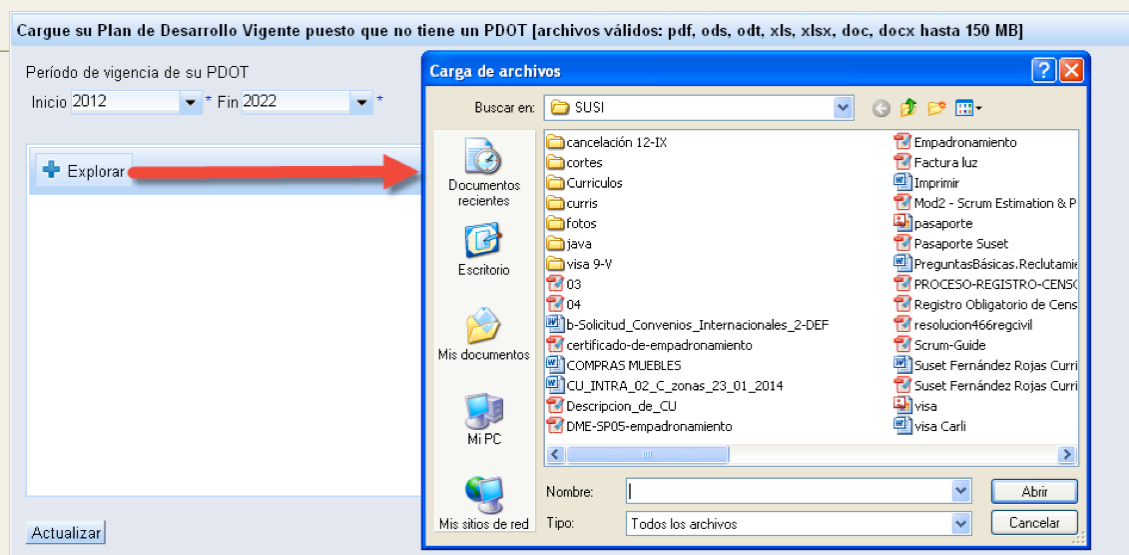 Cargue su Plan de Desarrollo Vigente puesto que no tiene un PDOT [archivos válidos: pdf, ods, odt, xls, xlsx, doc, docx hasta 150 MB]
Período de vigencia de su PDOT
Inicio 2012 * Fin 2022 *
Explorar
Actualizar
Carga de archivos
Buscar en: SUSI
Documentos recientes
Escritorio
Mis documentos
Mi PC
Mis sitios de red
cancelación 12-IX
cortes
Curriculos
curris
fotos
java
visa 9-V
03
04
b-Solicitud_Convenios_Internacionales_2-DEF
certificado-de-empadronamiento
COMPRAS MUEBLES
CU_INTRA_02_C_zonas_23_01_2014
Descripcion_de_CU
DME-SP05-empadronamiento
Empadronamiento
Factura luz
Imprimir
Mod2 - Scrum Estimation & P
pasaporte
Pasaporte Suset
PreguntasBásicas.Reclutamie
PROCESO-REGISTRO-CENSO
Registro Obligatorio de Cens
resolucion466regcivil
Scrum-Guide
Suset Fernández Rojas Curri
Suset Fernández Rojas Curri
visa
visa Carli
Nombre:
Abrir
Tipo: Todos los archivos
Cancelar